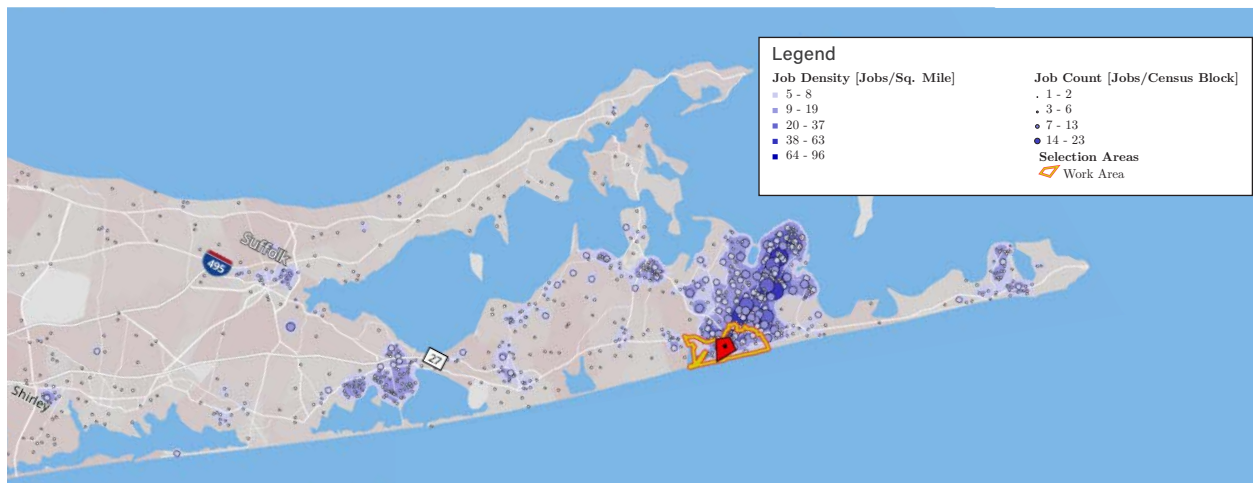 Legend
Job Density [Jobs/Sq. Mile]
5 - 8
9 - 19
20 - 37
38 - 63
64 - 96
Job Count [Jobs/Census Block]
1 - 2
3 - 6
7 - 13
14 - 23
Selection Areas
Work Area
Suffolk
495
27
Shirley